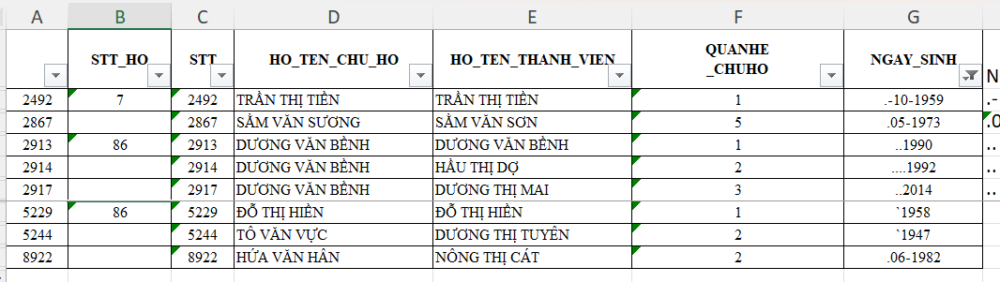 A B C D E F G
STT_HO STT HO_TEN_CHU_HO HO_TEN_THANH_VIEN QUANHE _CHUHO NGAY_SINH N
2492 7 2492 TRẦN THỊ TIỀN TRẦN THỊ TIỀN 1 .-10-1959 .-
2867 2867 SẰM VĂN SƯƠNG SẰM VĂN SƠN 5 .05-1973 .0
2913 86 2913 DƯƠNG VĂN BỀNH DƯƠNG VĂN BỀNH 1 ..1990 ..
2914 2914 DƯƠNG VĂN BỀNH HẦU THỊ DỢ 2 ....1992 ..
2917 2917 DƯƠNG VĂN BỀNH DƯƠNG THỊ MAI 3 ..2014 ..
5229 86 5229 ĐỖ THỊ HIỀN ĐỖ THỊ HIỀN 1 `1958
5244 5244 TÔ VĂN VỰC DƯƠNG THỊ TUYÊN 2 `1947
8922 8922 HỨA VĂN HÂN NÔNG THỊ CÁT 2 .06-1982